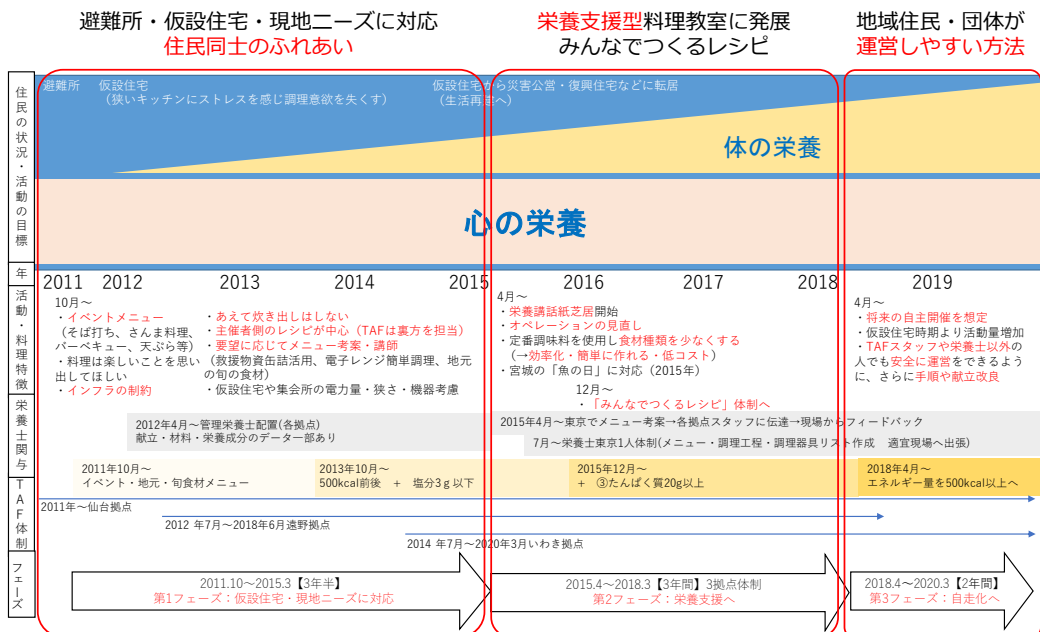 避難所・仮設住宅・現地ニーズに対応
住民同士のふれあい
栄養支援型料理教室に発展
みんなでつくるレシピ
地域住民・団体が
運営しやすい方法
住民の状況・活動の目標
避難所
仮設住宅
（狭いキッチンにストレスを感じ調理意欲を失くす）
仮設住宅から災害公営・復興住宅などに転居
（生活再建へ）
体の栄養
心の栄養
年
2011
2012
2013
2014
2015
2016
2017
2018
2019
活動・料理特徴
10月～
・イベントメニュー
（そば打ち、さんま料理、
バーベキュー、天ぷら等）
・料理は楽しいことを思い
出してほしい
・インフラの制約
・あえて炊き出しはしない
・主催者側のレシピが中心（TAFは裏方を担当）
・要望に応じてメニュー考案・講師
（救援物資缶詰活用、電子レンジ簡単調理、地元
の旬の食材）
・仮設住宅や集会所の電力量・狭さ・機器考慮
4月～
・栄養講話紙芝居開始
・オペレーションの見直し
・定番調味料を使用し食材種類を少なくする
（→効率化・簡単に作れる・低コスト）
・宮城の「魚の日」に対応（2015年）
12月～
・「みんなでつくるレシピ」体制へ
4月～
・将来の自主開催を想定
・仮設住宅時期より活動量増加
・TAFスタッフや栄養士以外の
人でも安全に運営をできるよう
に、さらに手順や献立改良
栄養士関与
2012年4月～管理栄養士配置(各拠点)
献立・材料・栄養成分のデーター部あり
2015年4月～東京でメニュー考案→各拠点スタッフに伝達→現場からフィードバック
7月～栄養士東京1人体制(メニュー・調理工程・調理器具リスト作成　適宜現場へ出張)
2011年10月～
イベント・地元・旬食材メニュー
2013年10月～
500kcal前後　+　塩分3ｇ以下
2015年12月～
+　③たんぱく質20g以上
2018年4月～
エネルギー量を500kcal以上へ
TAF体制
2011年～仙台拠点
2012 年7月～2018年6月遠野拠点
2014 年7月～2020年3月いわき拠点
フェーズ
2011.10～2015.3【3年半】
第1フェーズ：仮設住宅・現地ニーズに対応
2015.4～2018.3【3年間】3拠点体制
第2フェーズ：栄養支援へ
2018.4～2020.3【2年間】
第3フェーズ：自走化へ